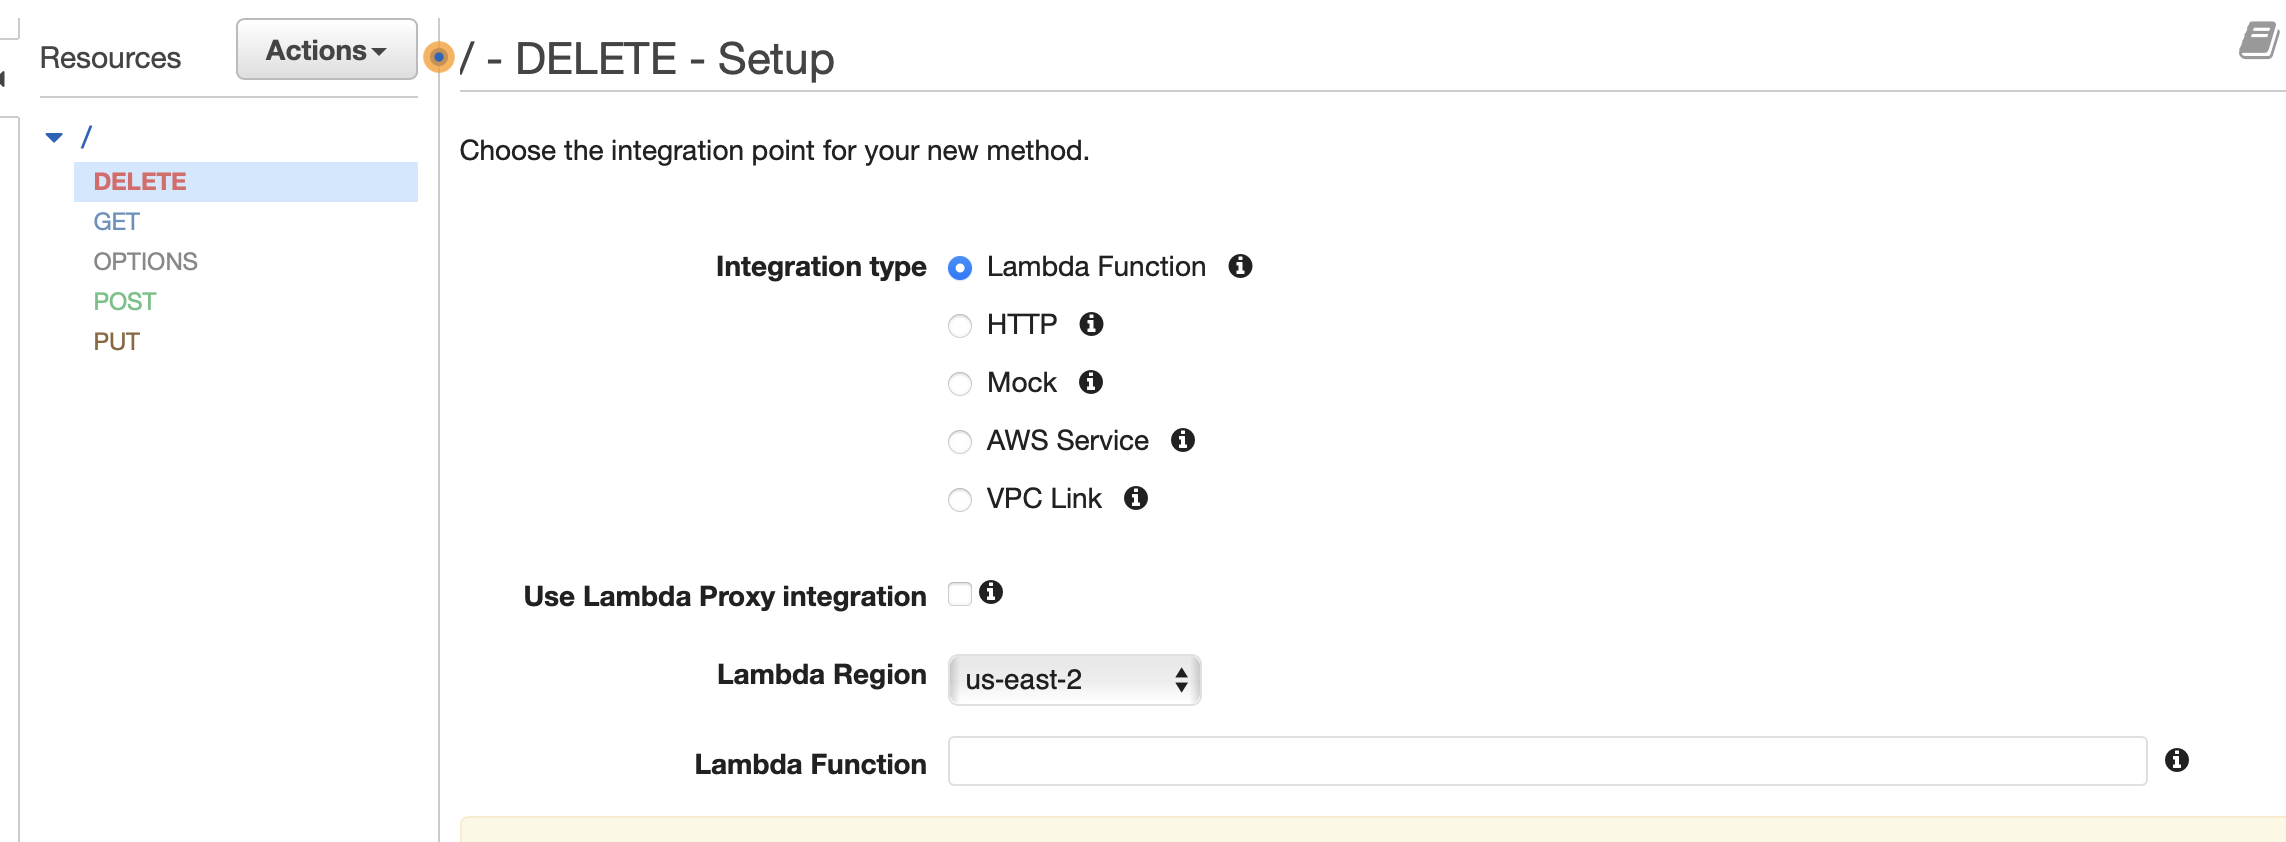 Resources
Actions
/ - DELETE - Setup
/
DELETE
GET
OPTIONS
POST
PUT
Choose the integration point for your new method.
Integration type
Lambda Function
HTTP
Mock
AWS Service
VPC Link
Use Lambda Proxy integration
Lambda Region
us-east-2
Lambda Function